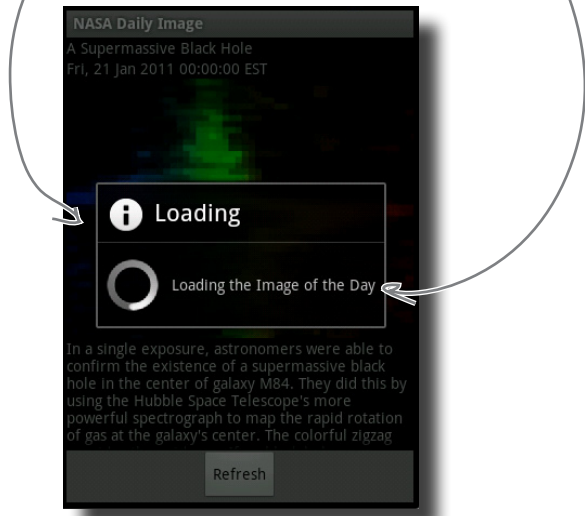 NASA Daily Image
A Supermassive Black Hole
Fri, 21 Jan 2011 00:00:00 EST
Loading
Loading the Image of the Day
In a single exposure, astronomers were able to
confirm the existence of a supermassive black
hole in the center of galaxy M84. They did this by
using the Hubble Space Telescope's more
powerful spectrograph to map the rapid rotation
of gas at the galaxy's center. The colorful zigzag
Refresh